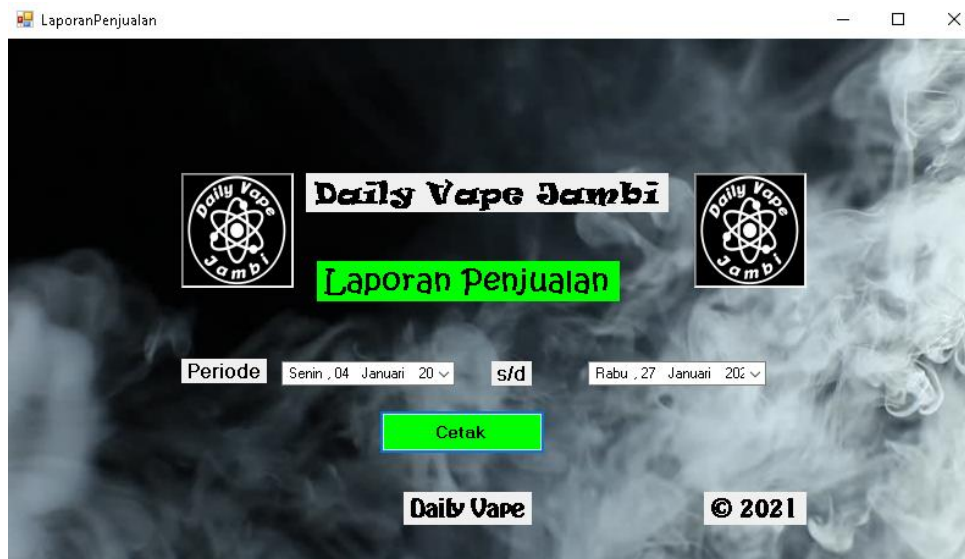 LaporanPenjualan
Daily Vape Jambi
Daily Vape Jambi
Daily Vape Jambi
Laporan Penjualan
Periode
Senin , 04 Januari 20
s/d
Rabu , 27 Januari 202
Cetak
Daily Vape
© 2021